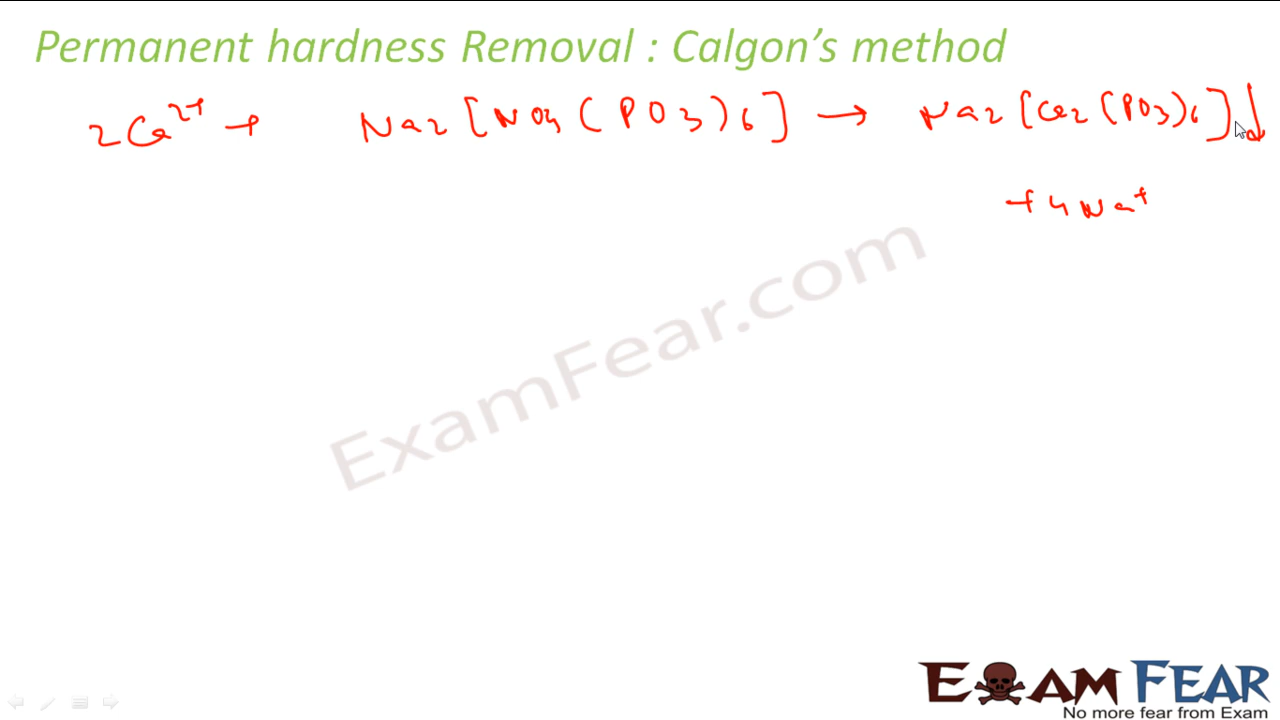 Permanent hardness Removal : Calgon's method
2Ca²⁺ + Na2 [Na4 (PO3)6] → Na2 [Ca2 (PO3)6] ↓
+ 4Na⁺
ExamFear.com
EXAM FEAR
No more fear from Exam